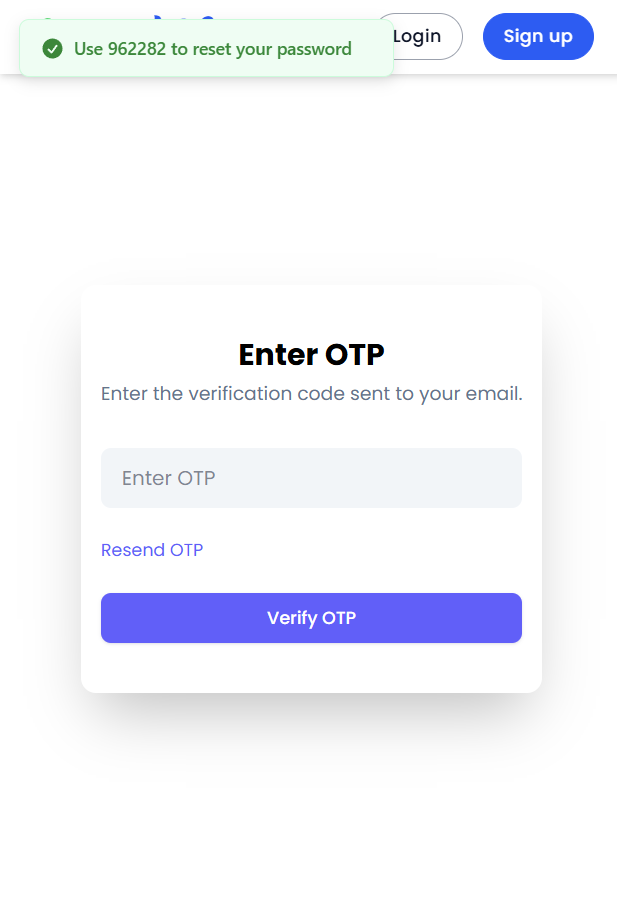 Login
Sign up
Use 962282 to reset your password
Enter OTP
Enter the verification code sent to your email.
Enter OTP
Resend OTP
Verify OTP